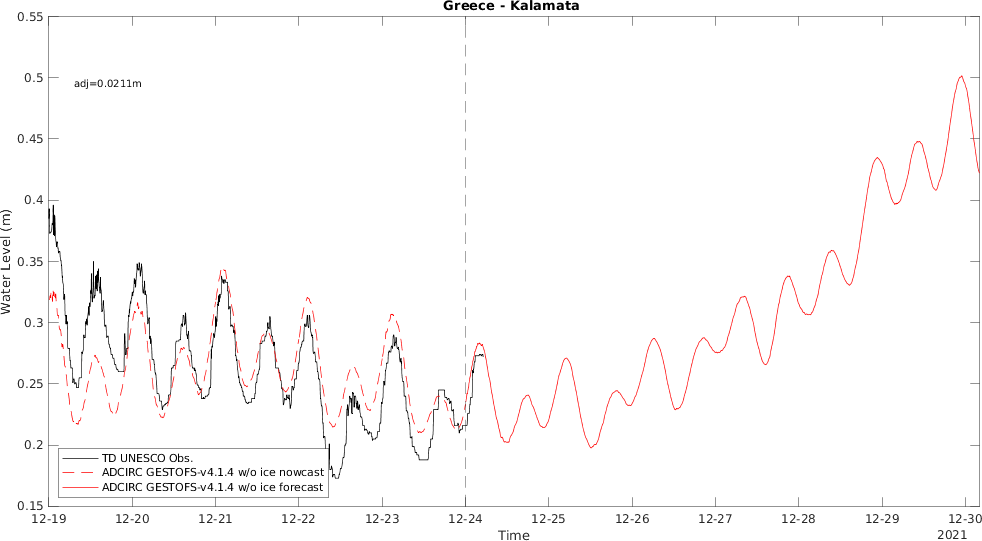 Greece - Kalamata
0.55
0.5
0.45
0.4
0.35
0.3
0.25
0.2
0.15
Water Level (m)
adj=0.0211m
TD UNESCO Obs.
ADCIRC GESTOFS-v4.1.4 w/o ice nowcast
ADCIRC GESTOFS-v4.1.4 w/o ice forecast
12-19 12-20 12-21 12-22 12-23 12-24 12-25 12-26 12-27 12-28 12-29 12-30
Time
2021